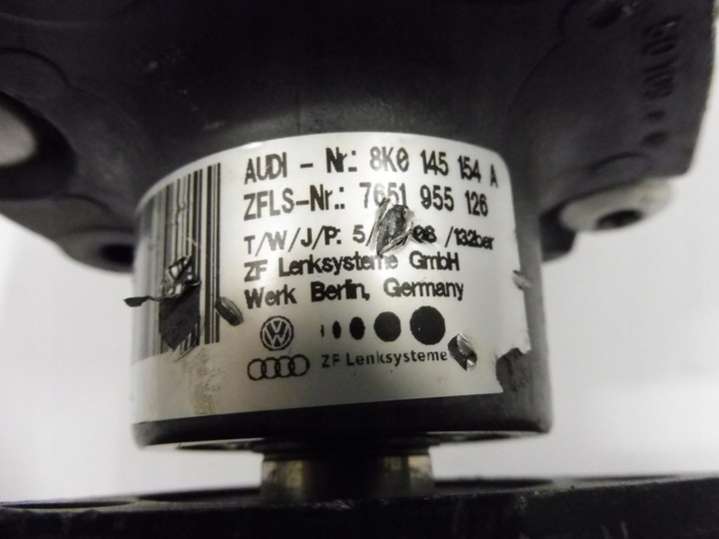 AUDI - Nr.: 8K0 145 154 A
ZFLS-Nr.: 7651 955 126
T/W/J/P: 5/ 08 /132bar
ZF Lenksysteme GmbH
Werk Berlin, Germany
ZF Lenksysteme